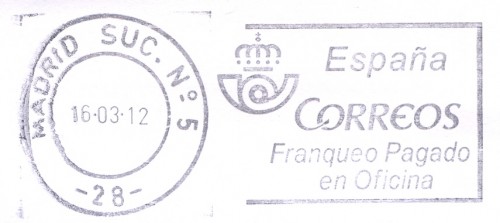 MADRID SUC. Nº 5
16·03·12
-28-
España
CORREOS
Franqueo Pagado
en Oficina